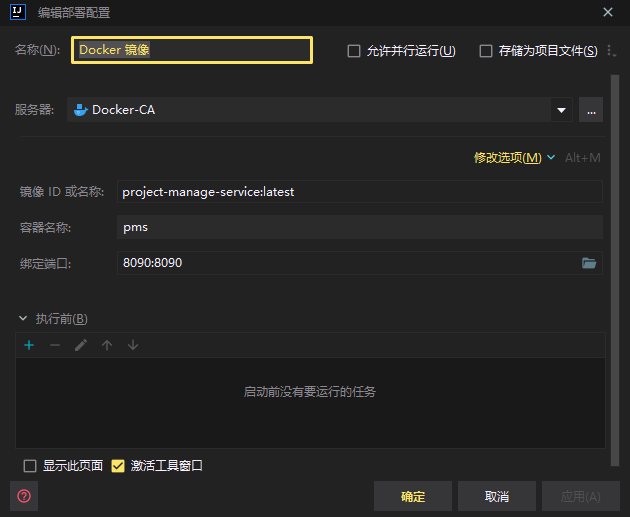 编辑部署配置
名称(N): Docker 镜像 允许并行运行(U) 存储为项目文件(S)
服务器: Docker-CA ...
修改选项(M) Alt+M
镜像 ID 或名称: project-manage-service:latest
容器名称: pms
绑定端口: 8090:8090
执行前(B)
启动前没有要运行的任务
显示此页面 激活工具窗口
确定 取消 应用(A)